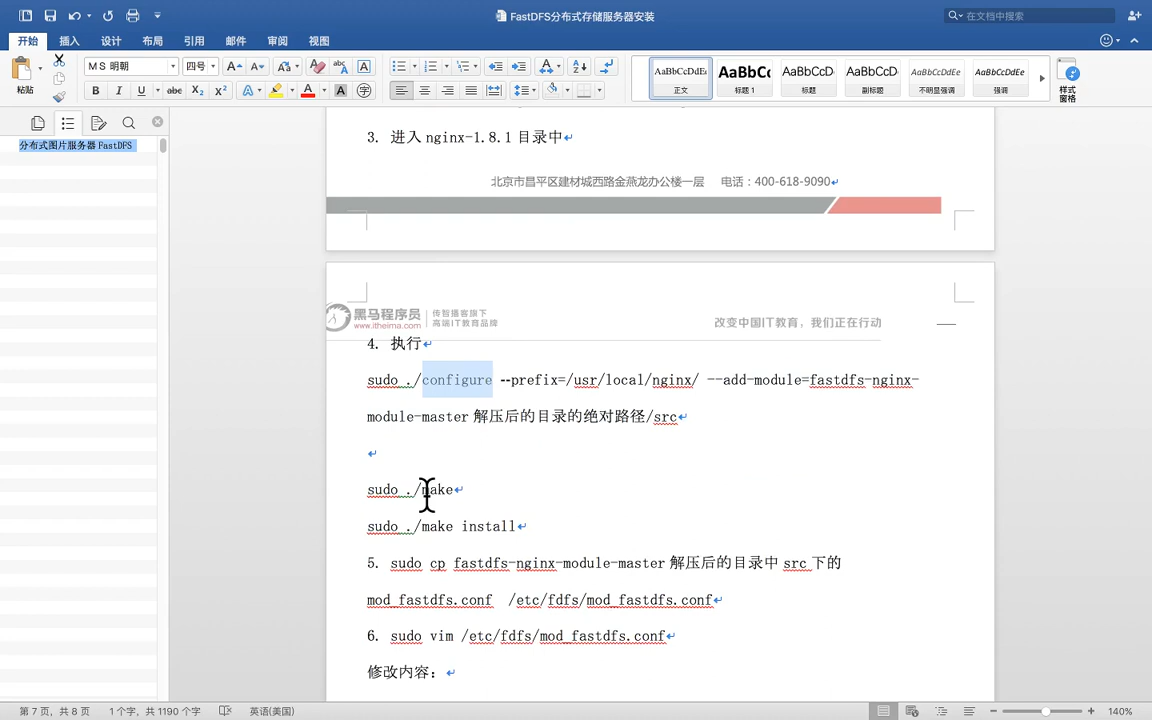 FastDFS分布式存储服务器安装
在文档中搜索
开始 插入 设计 布局 引用 邮件 审阅 视图
粘贴
MS 明朝 四号
AaBbCcDdEe AaBbCc AaBbCcD AaBbCcD AaBbCcDdEe AaBbCcDdEe
正文 标题 1 标题 副标题 不明显强调 强调
样式
窗格
分布式图片服务器 FastDFS
3. 进入 nginx-1.8.1 目录中
北京市昌平区建材城西路金燕龙办公楼一层 电话：400-618-9090
黑马程序员
www.itheima.com
传智播客旗下
高端IT教育品牌
改变中国IT教育，我们正在行动
4. 执行
sudo ./configure --prefix=/usr/local/nginx/ --add-module=fastdfs-nginx-
module-master 解压后的目录的绝对路径/src
sudo ./make
sudo ./make install
5. sudo cp fastdfs-nginx-module-master 解压后的目录中 src 下的
mod_fastdfs.conf /etc/fdfs/mod_fastdfs.conf
6. sudo vim /etc/fdfs/mod_fastdfs.conf
修改内容：
第 7 页，共 8 页 1 个字，共 1190 个字 英语(美国) 140%